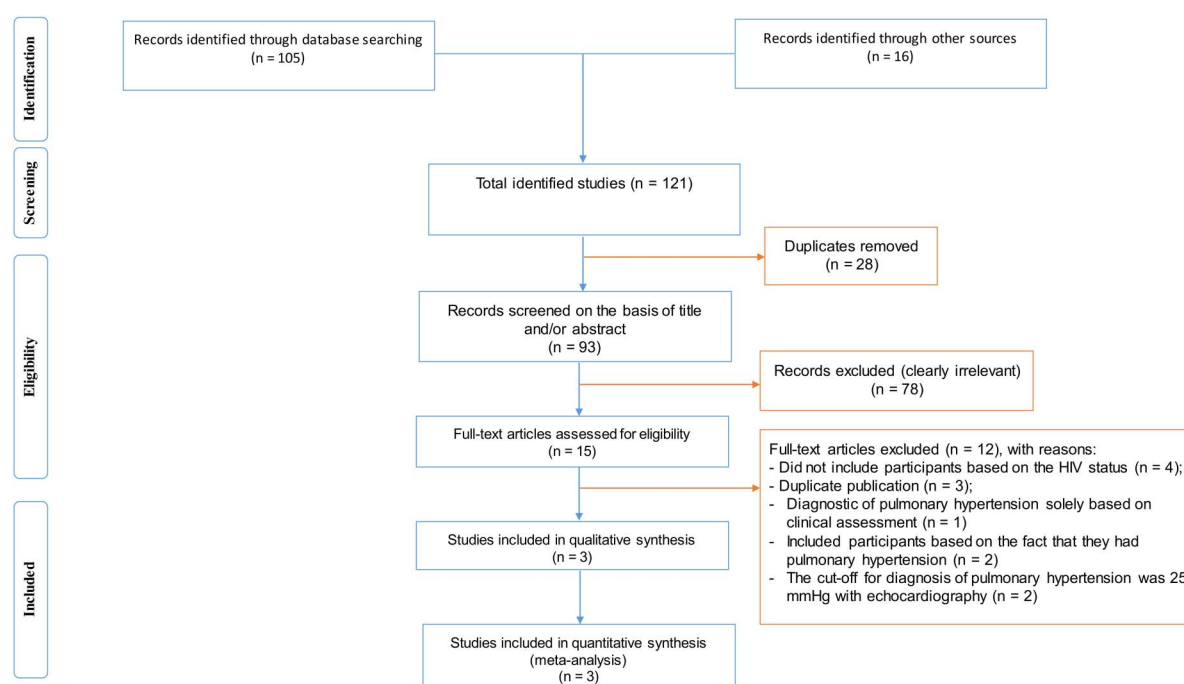 Identification
Records identified through database searching
(n = 105)
Records identified through other sources
(n = 16)
Screening
Total identified studies (n = 121)
Duplicates removed
(n = 28)
Eligibility
Records screened on the basis of title
and/or abstract
(n = 93)
Records excluded (clearly irrelevant)
(n = 78)
Full-text articles assessed for eligibility
(n = 15)
Full-text articles excluded (n = 12), with reasons:
- Did not include participants based on the HIV status (n = 4);
- Duplicate publication (n = 3);
- Diagnostic of pulmonary hypertension solely based on
clinical assessment (n = 1)
- Included participants based on the fact that they had
pulmonary hypertension (n = 2)
- The cut-off for diagnosis of pulmonary hypertension was 25
mmHg with echocardiography (n = 2)
Included
Studies included in qualitative synthesis
(n = 3)
Studies included in quantitative synthesis
(meta-analysis)
(n = 3)